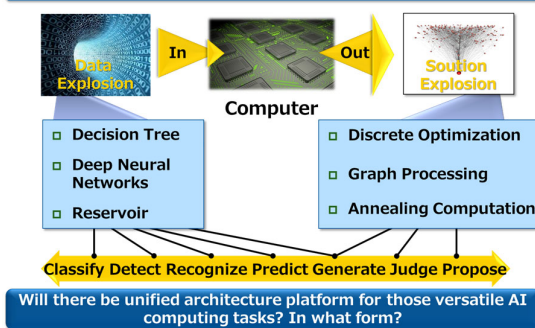 Data
Explosion
In
Out
Soution
Explosion
Computer
Decision Tree
Deep Neural
Networks
Reservoir
Discrete Optimization
Graph Processing
Annealing Computation
Classify Detect Recognize Predict Generate Judge Propose
Will there be unified architecture platform for those versatile AI
computing tasks? In what form?